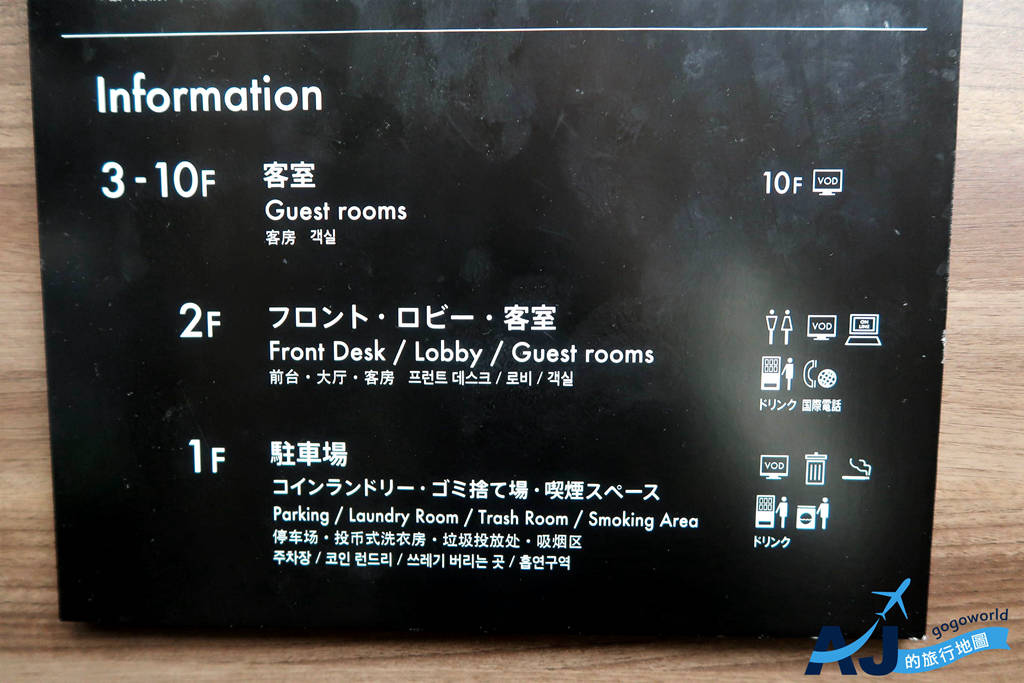 Information
3 - 10F
客室
Guest rooms
客房 객실
10F VOD
2F
フロント・ロビー・客室
Front Desk / Lobby / Guest rooms
前台・大厅・客房 프런트 데스크 / 로비 / 객실
VOD ON LINE
ドリンク 国際電話
1F
駐車場
コインランドリー・ゴミ捨て場・喫煙スペース
Parking / Laundry Room / Trash Room / Smoking Area
停车场・投币式洗衣房・垃圾投放处・吸烟区
주차장 / 코인 런드리 / 쓰레기 버리는 곳 / 흡연구역
VOD
ドリンク
AJ gogoworld
的旅行地圖